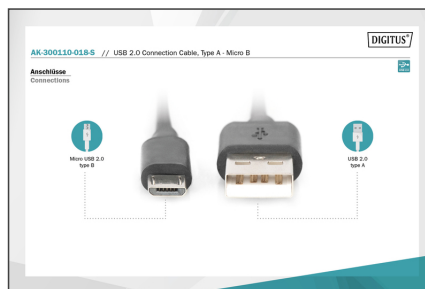 DIGITUS®
AK-300110-018-S // USB 2.0 Connection Cable, Type A - Micro B
Anschlüsse
Connections
Micro USB 2.0
type B
USB 2.0
type A